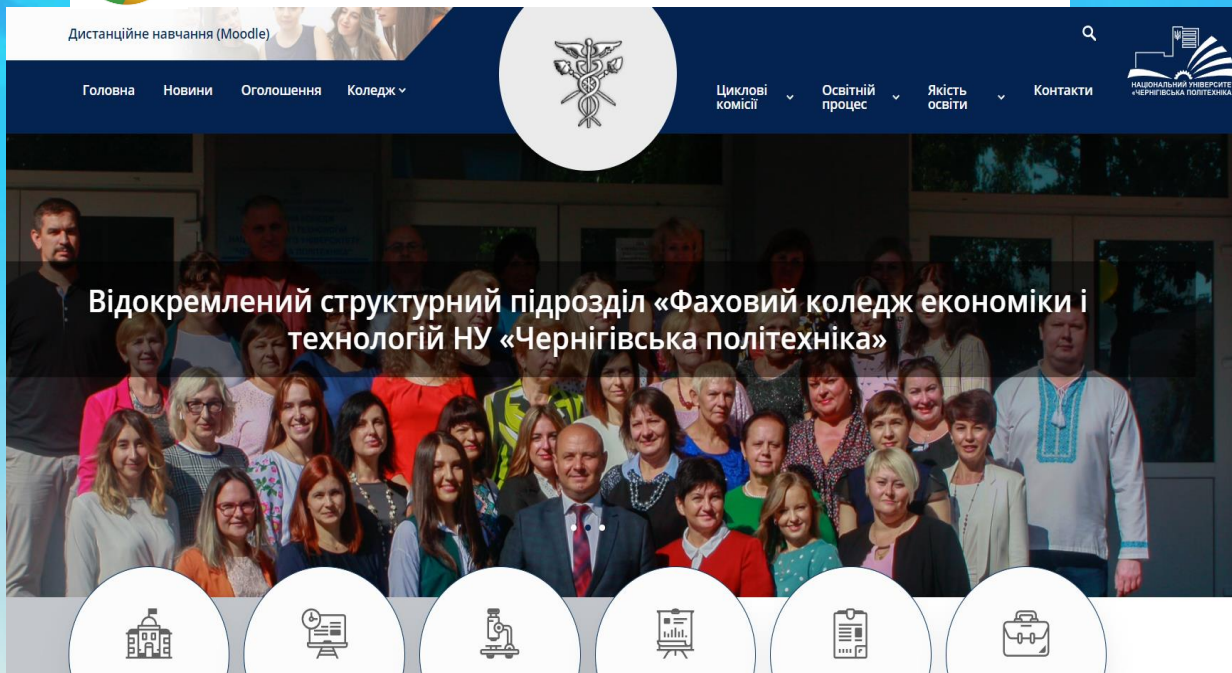 Дистанційне навчання (Moodle)
Головна
Новини
Оголошення
Коледж
Циклові
комісії
Освітній
процес
Якість
освіти
Контакти
НАЦІОНАЛЬНИЙ
«ЧЕРНІГІВСЬКА ПОЛІТЕХНІКА
Відокремлений структурний підрозділ «Фаховий коледж економіки і
технологій НУ «Чернігівська політехніка»